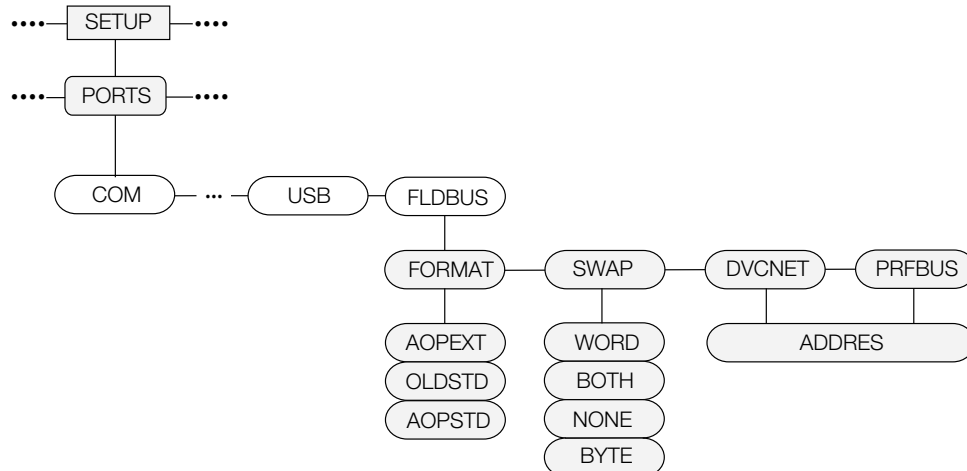 •••• SETUP ••••
•••• PORTS ••••
COM ... USB FLDBUS
FORMAT SWAP DVCNET PRFBUS
AOPEXT WORD ADDRES
OLDSTD BOTH
AOPSTD NONE
BYTE